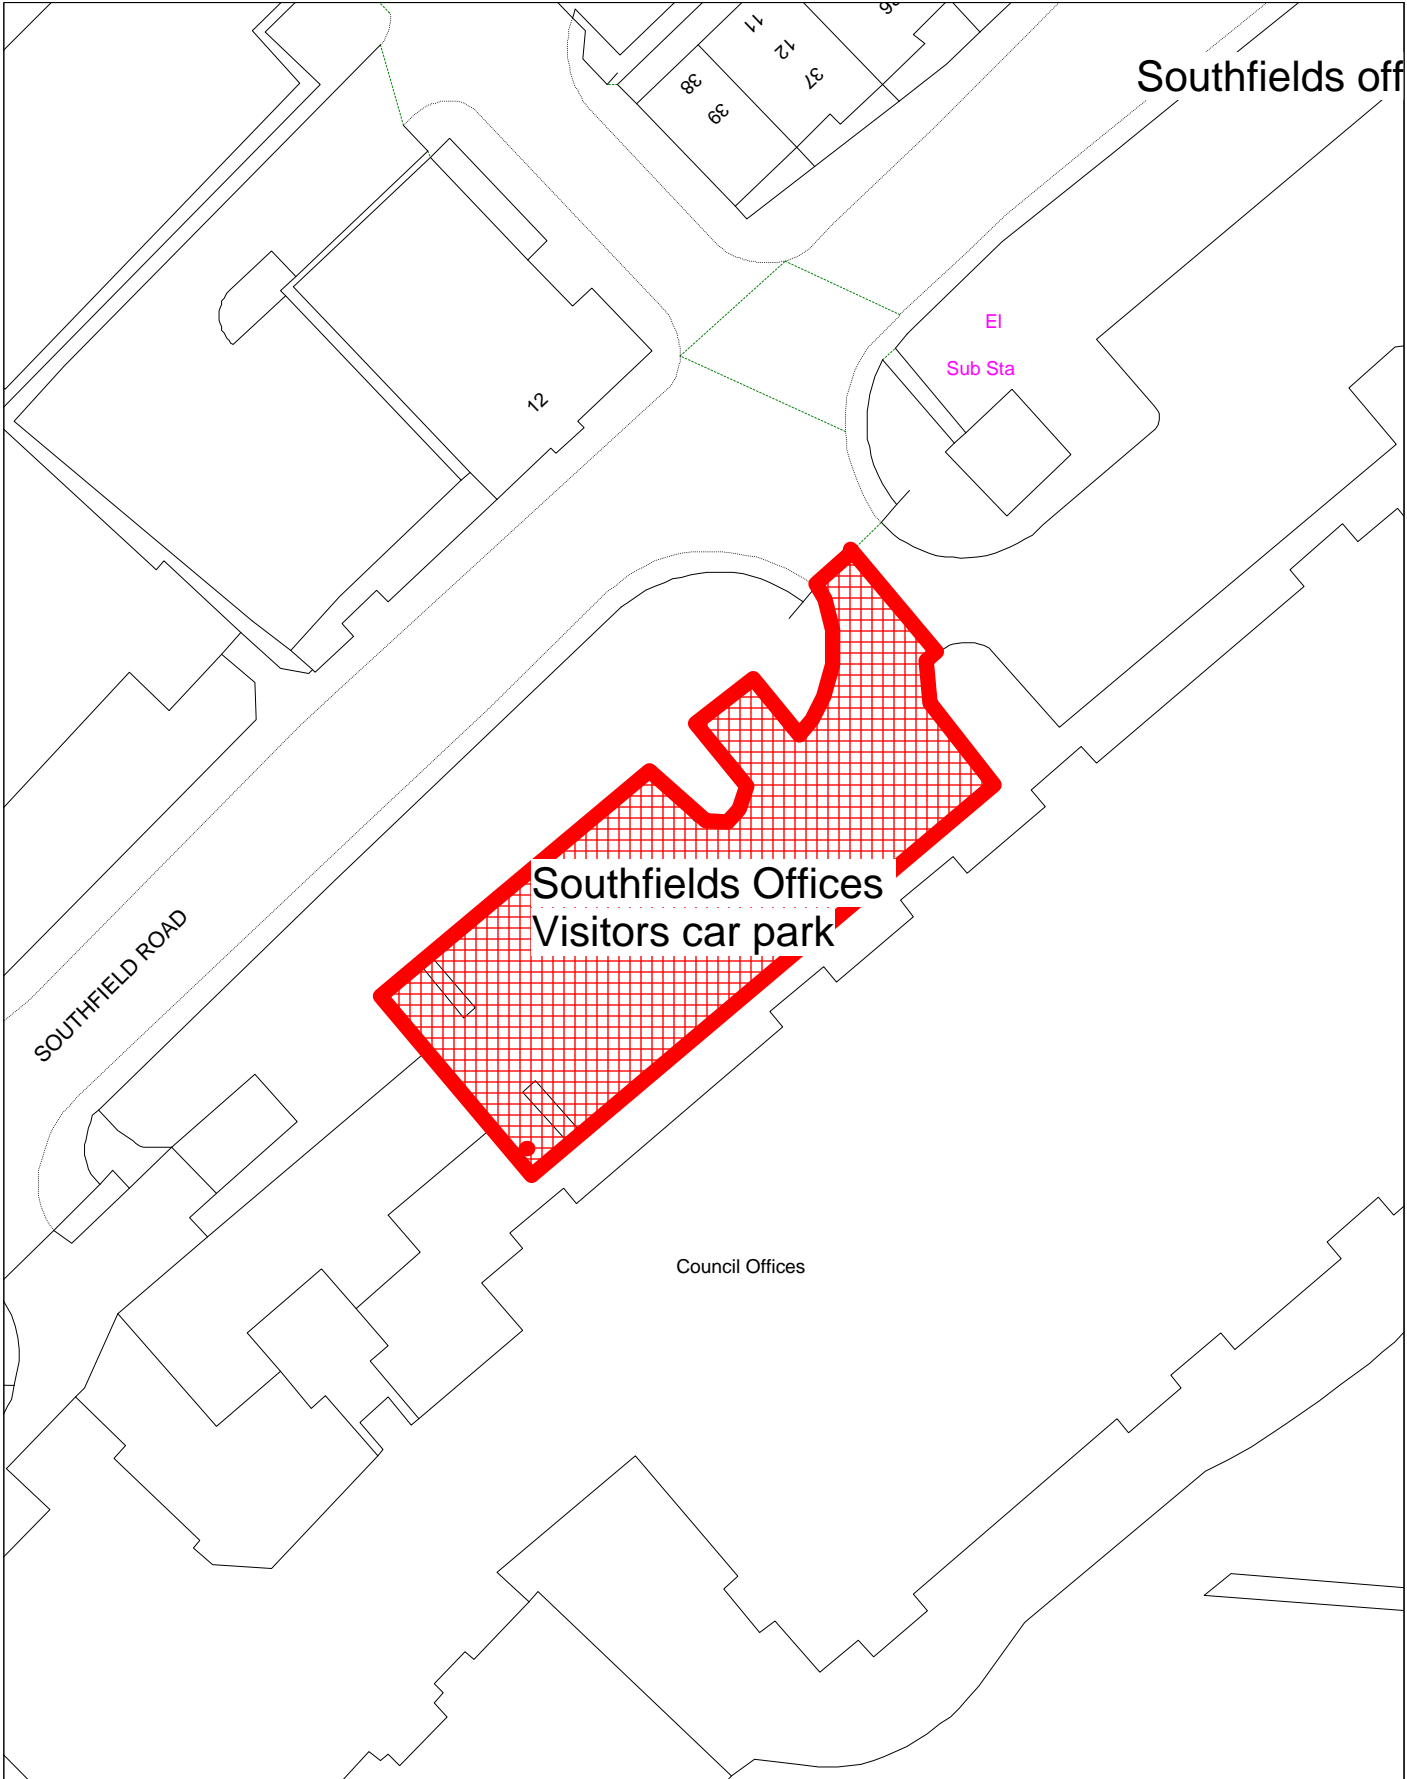 11
12
37
38
39
Southfields off
El
Sub Sta
12
Southfields Offices
Visitors car park
SOUTHFIELD ROAD
Council Offices